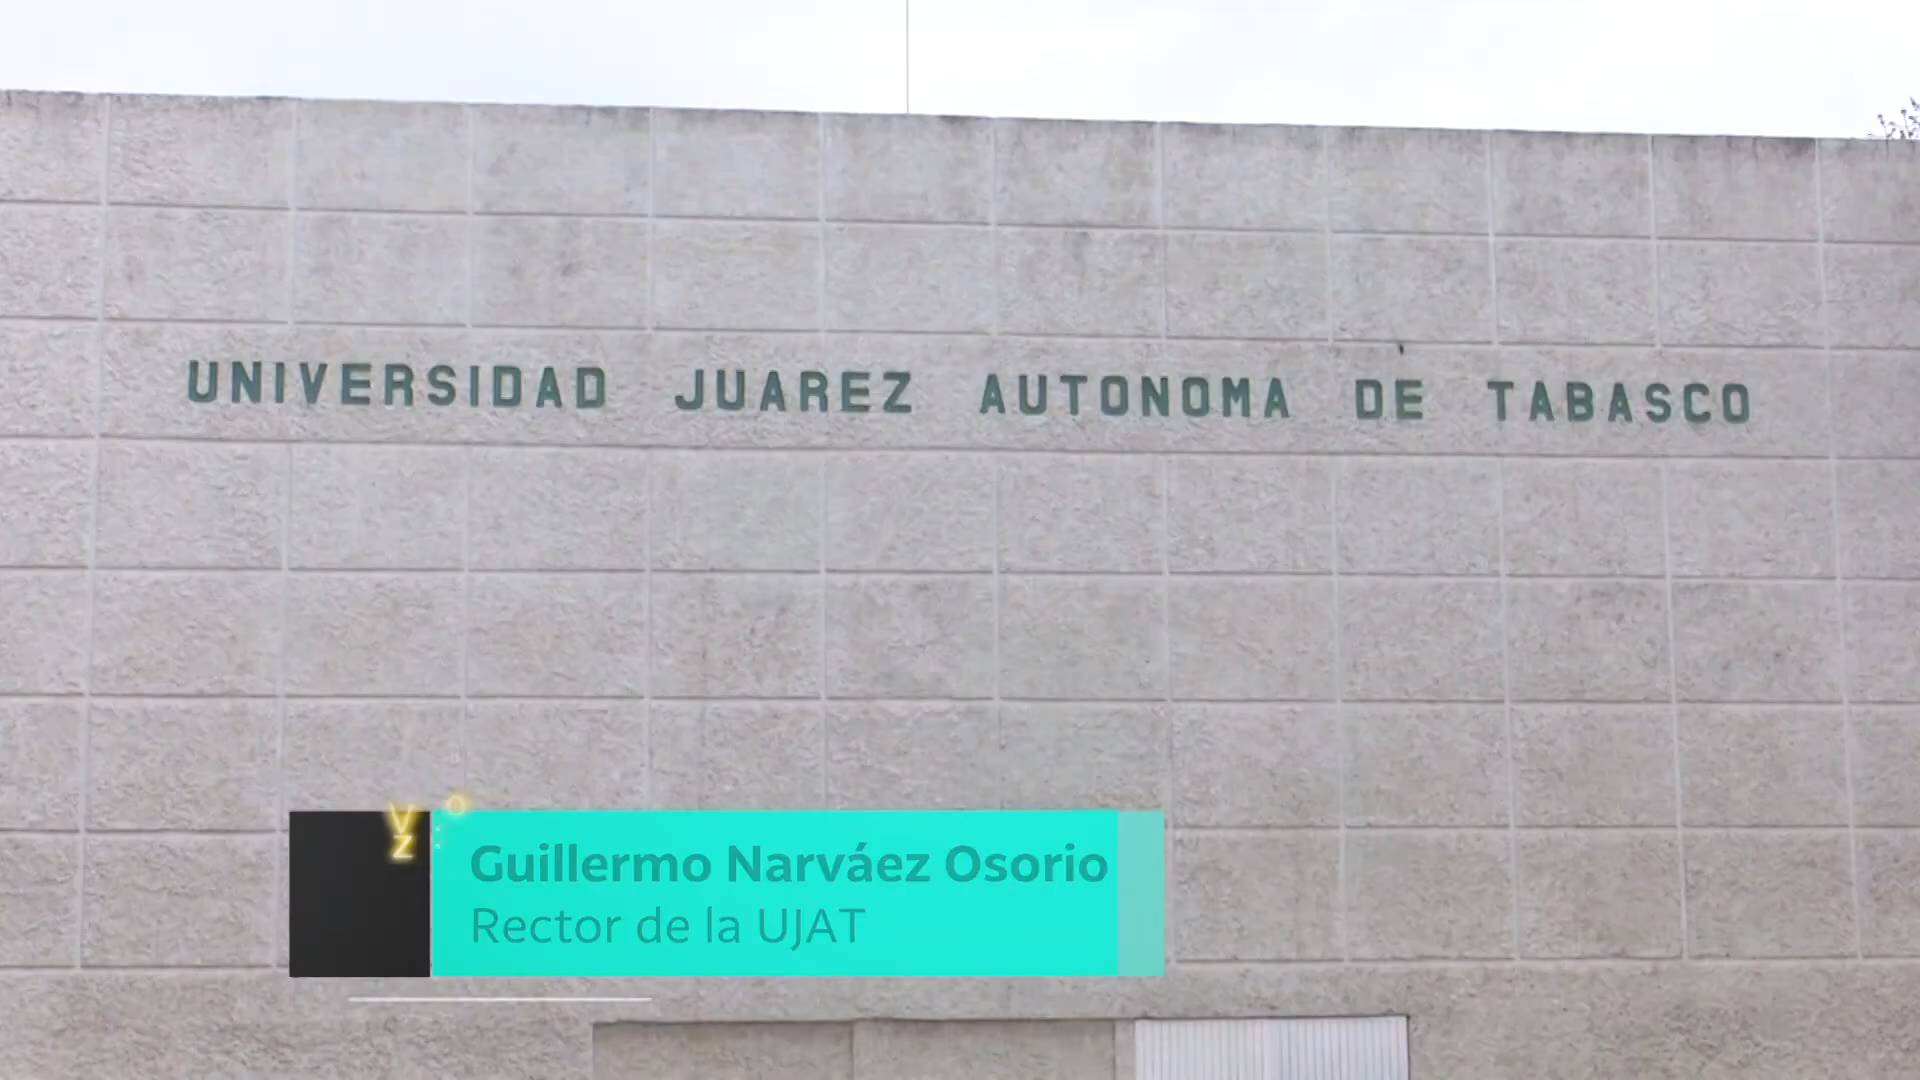 UNIVERSIDAD JUAREZ AUTONOMA DE TABASCO
Guillermo Narváez Osorio
Rector de la UJAT